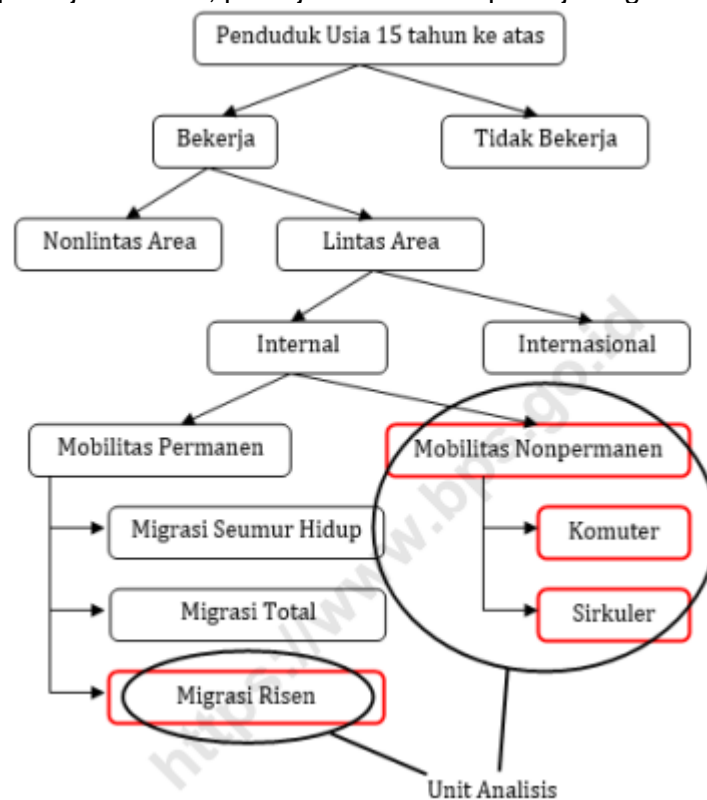 Penduduk Usia 15 tahun ke atas
Bekerja
Tidak Bekerja
Nonlintas Area
Lintas Area
Internal
Internasional
Mobilitas Permanen
Mobilitas Nonpermanen
Migrasi Seumur Hidup
Komuter
Migrasi Total
Sirkuler
Migrasi Risen
Unit Analisis
https://www.bps.go.id